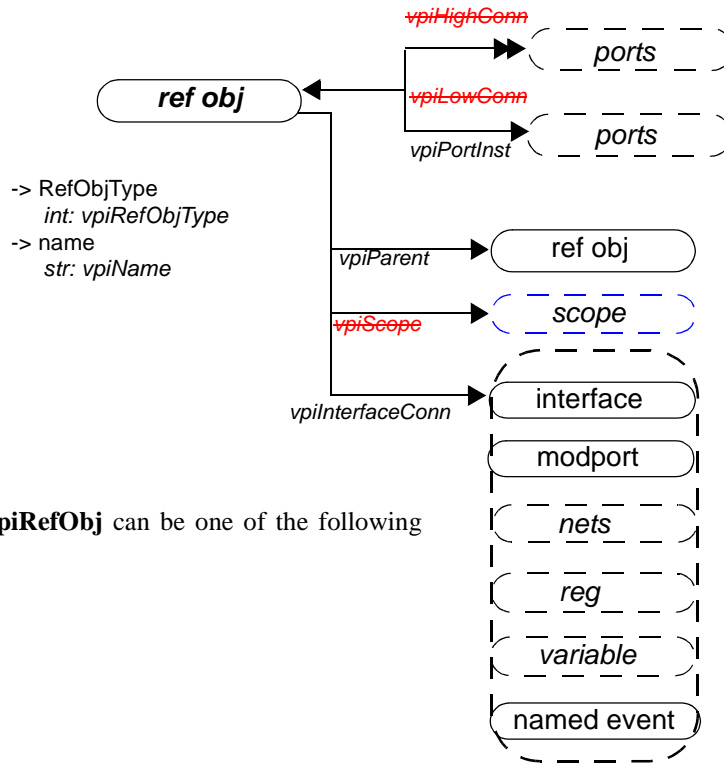 vpiHighConn
ports
ref obj
vpiLowConn
ports
vpiPortInst
-> RefObjType
int: vpiRefObjType
-> name
str: vpiName
vpiParent
ref obj
vpiScope
scope
vpiInterfaceConn
interface
modport
piRefObj can be one of the following
nets
reg
variable
named event